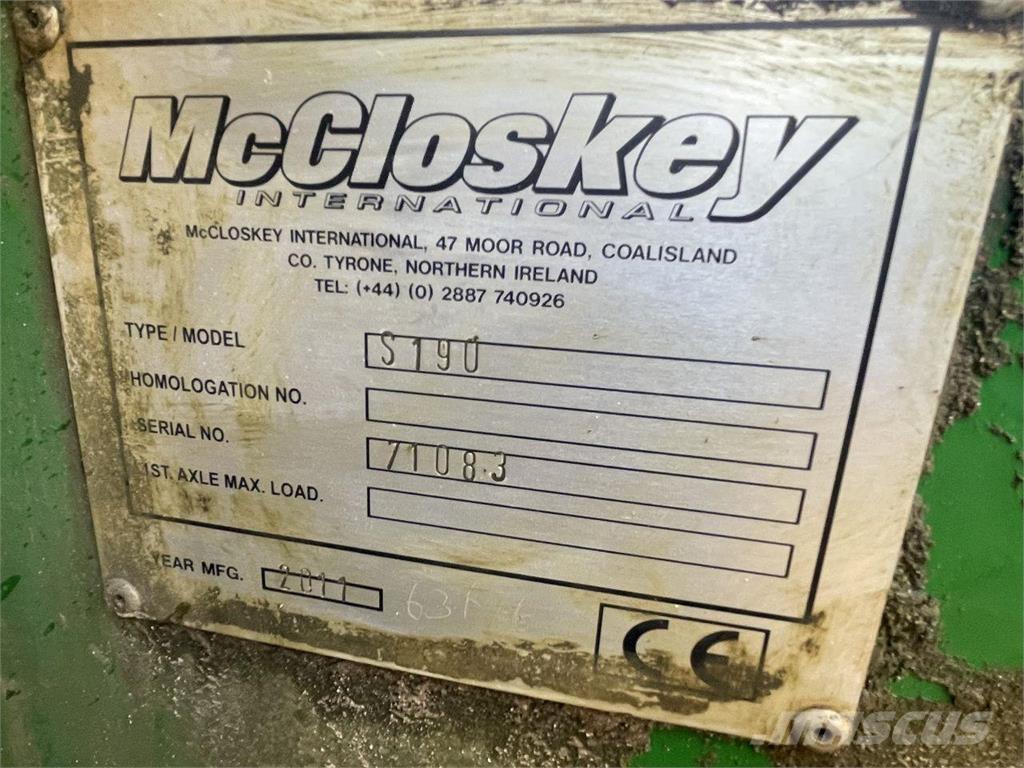 McCloskey
INTERNATIONAL
McCLOSKEY INTERNATIONAL, 47 MOOR ROAD, COALISLAND
CO. TYRONE, NORTHERN IRELAND
TEL: (+44) (0) 2887 740926
TYPE / MODEL S190
HOMOLOGATION NO.
SERIAL NO. 71083
1ST. AXLE MAX. LOAD.
YEAR MFG. 2011
CE
MASCUS